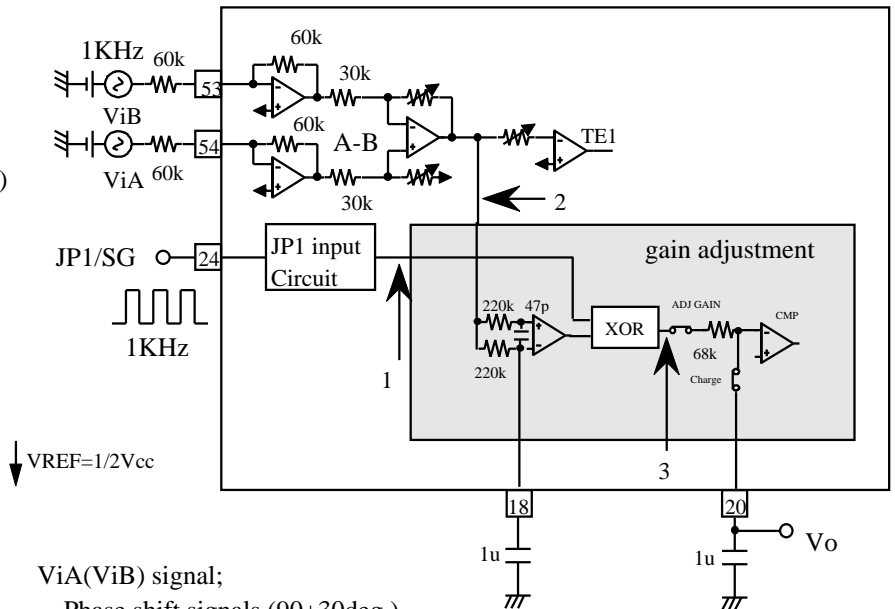 1KHz
60k
60k
30k
53
ViB
60k
A-B
TE1
54
ViA
60k
30k
)
2
JP1/SG
24
JP1 input
Circuit
gain adjustment
1KHz
220k
47p
220k
XOR
ADJ GAIN
68k
CMP
Charge
1
3
VREF=1/2Vcc
18
20
1u
1u
Vo
ViA(ViB) signal;
Phase shift signals (90+30deg.)